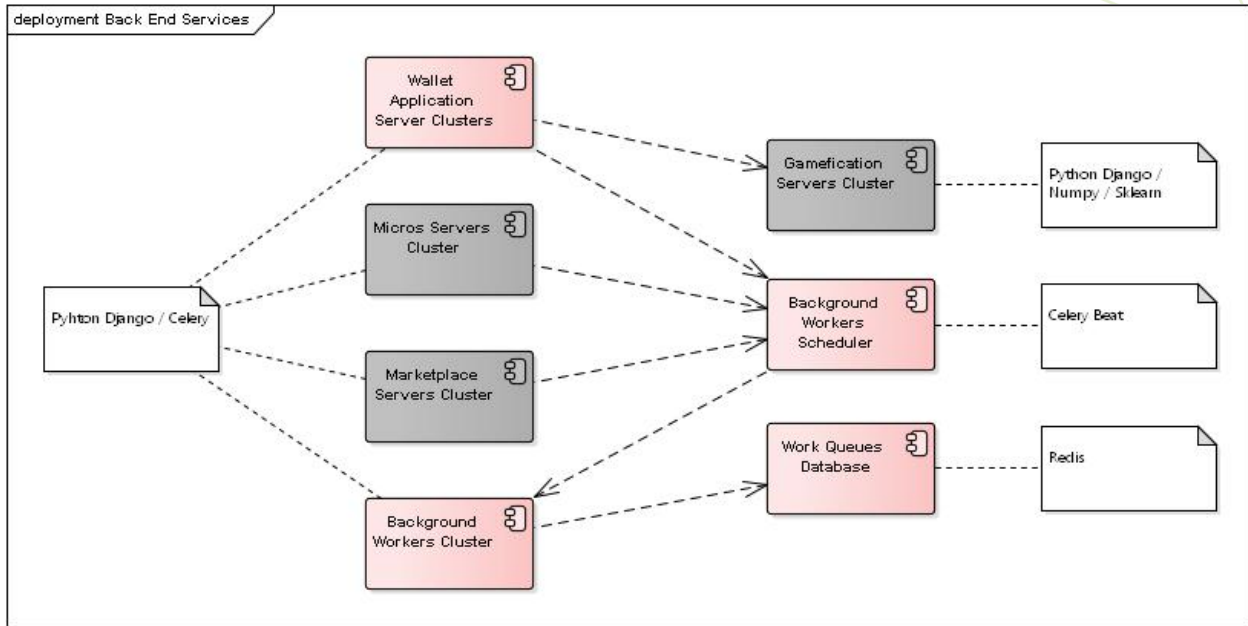 deployment Back End Services
Wallet
Application
Server Clusters
Gamefication
Servers Cluster
Python Django /
Numpy / Sklearn
Micros Servers
Cluster
Pyhton Django / Celery
Background
Workers
Scheduler
Celery Beat
Marketplace
Servers Cluster
Work Queues
Database
Redis
Background
Workers Cluster